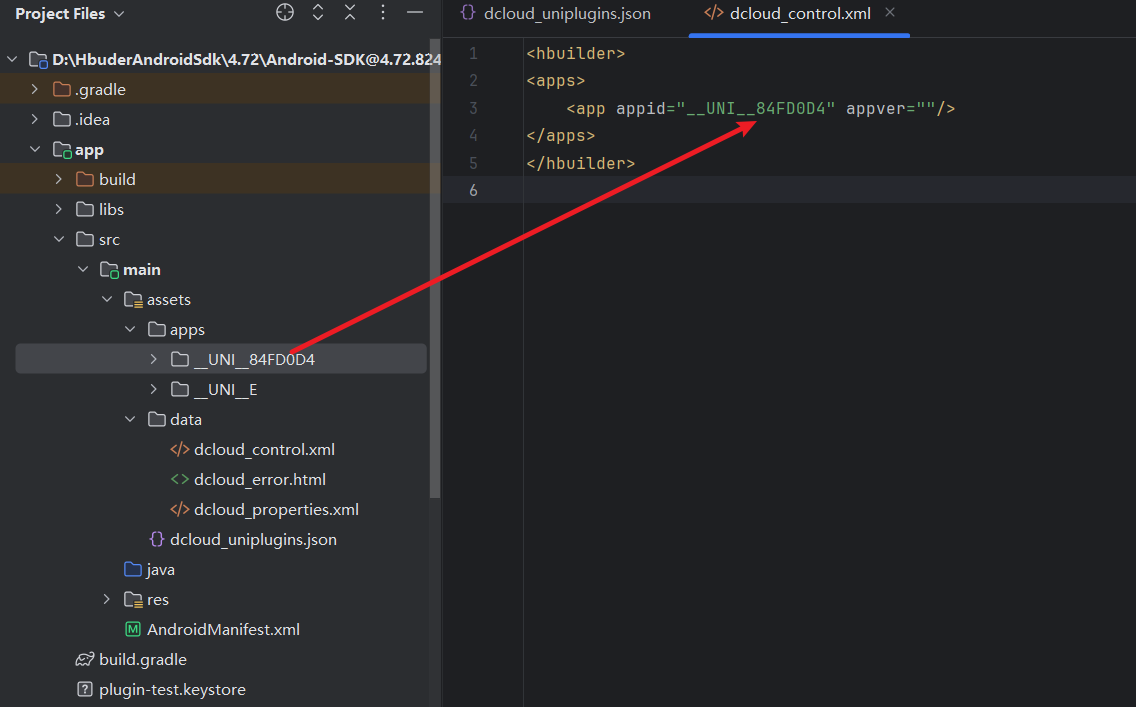 Project Files
D:\HbuderAndroidSdk\4.72\Android-SDK@4.72.824
.gradle
.idea
app
build
libs
src
main
assets
apps
__UNI__84FD0D4
__UNI__E
data
dcloud_control.xml
dcloud_error.html
dcloud_properties.xml
dcloud_uniplugins.json
java
res
AndroidManifest.xml
build.gradle
plugin-test.keystore
dcloud_uniplugins.json
dcloud_control.xml
1 <hbuilder>
2 <apps>
3 <app appid="__UNI__84FD0D4" appver=""/>
4 </apps>
5 </hbuilder>
6